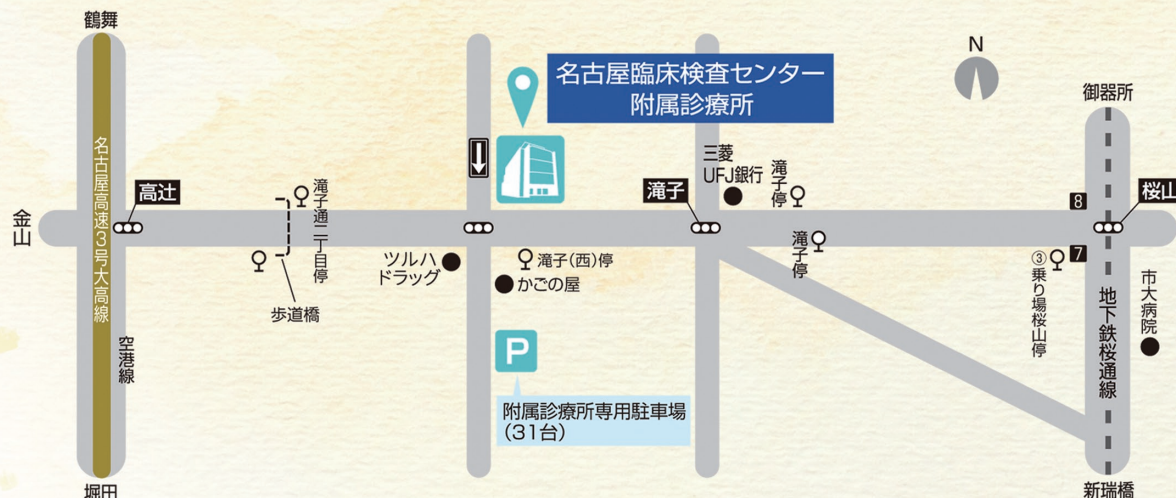 鶴舞
名古屋臨床検査センター
附属診療所
N
御器所
名古屋高速3号大高線
三菱
UFJ銀行
滝子停
高辻
滝子通二丁目停
滝子
8
桜山
金山
ツルハ
ドラッグ
滝子(西)停
滝子停
7
③乗り場桜山停
かごの屋
市大病院
歩道橋
地下鉄桜通線
空港線
P
附属診療所専用駐車場
(31台)
堀田
新瑞橋